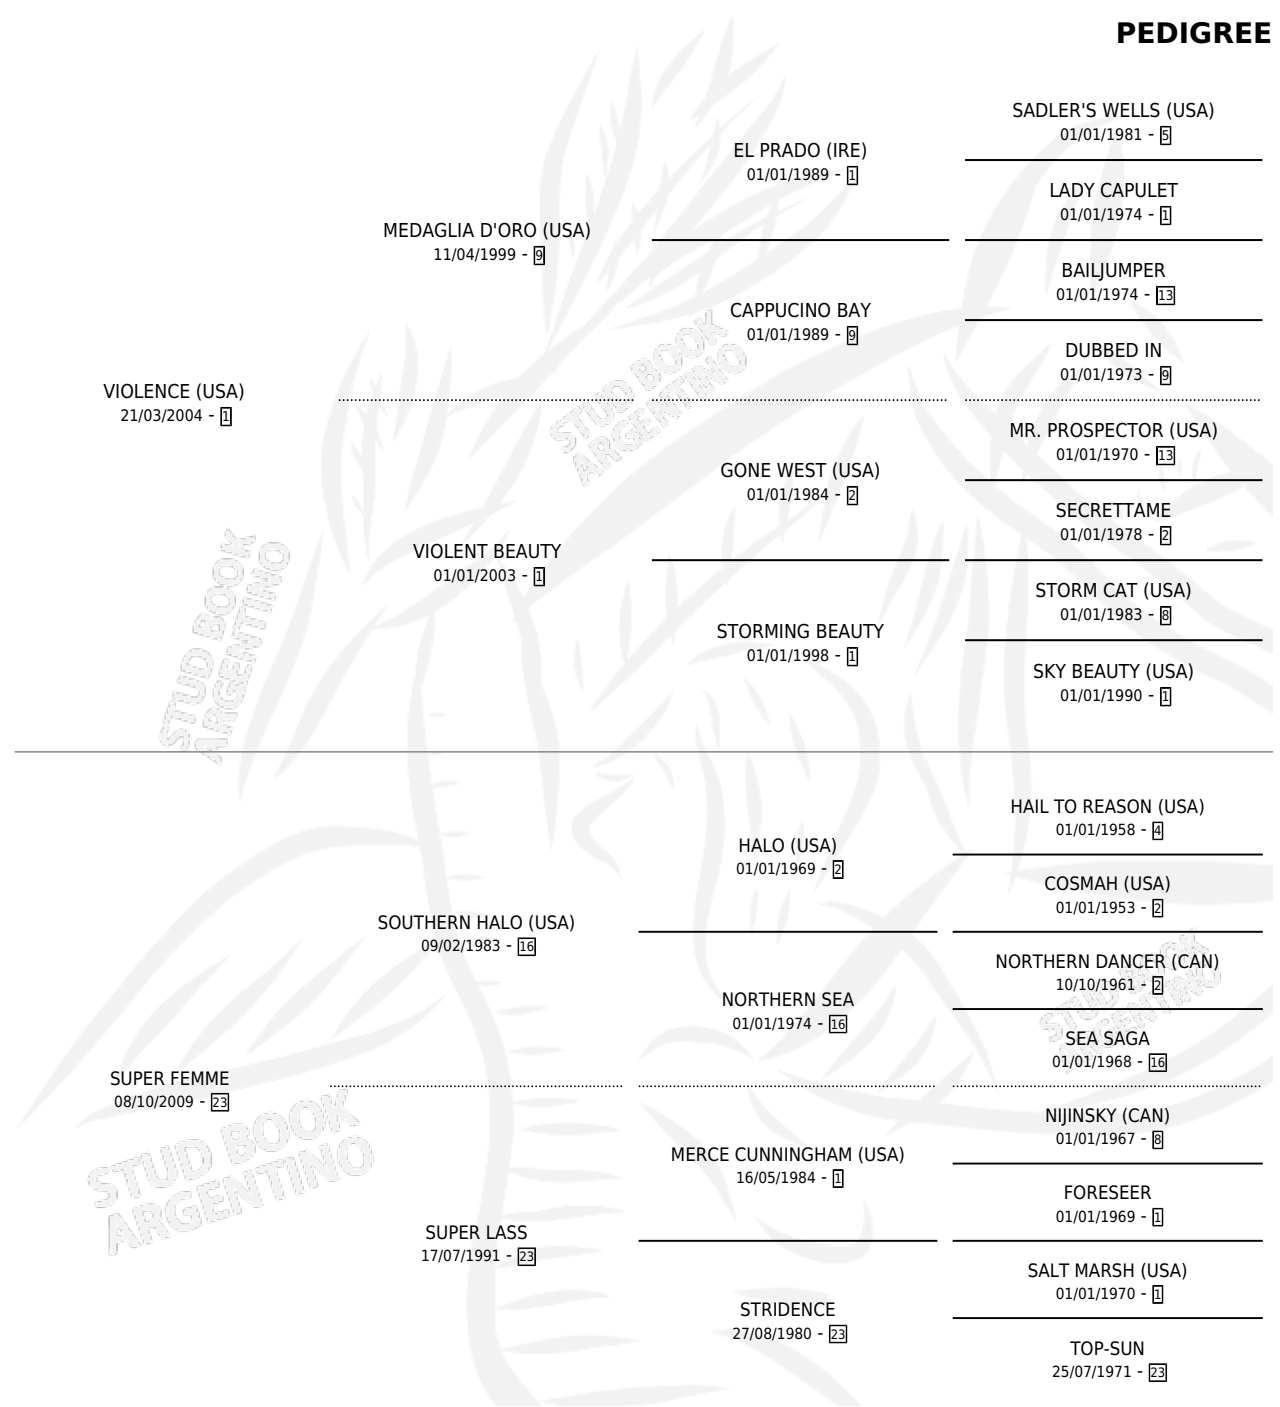 PEDIGREE
SADLER'S WELLS (USA)
01/01/1981 - 5
EL PRADO (IRE)
01/01/1989 - 1
LADY CAPULET
01/01/1974 - 1
MEDAGLIA D'ORO (USA)
11/04/1999 - 9
BAILJUMPER
01/01/1974 - 13
CAPPUCINO BAY
01/01/1989 - 9
DUBBED IN
01/01/1973 - 9
VIOLENCE (USA)
21/03/2004 - 1
MR. PROSPECTOR (USA)
01/01/1970 - 13
GONE WEST (USA)
01/01/1984 - 2
SECRETTAME
01/01/1978 - 2
VIOLENT BEAUTY
01/01/2003 - 1
STORM CAT (USA)
01/01/1983 - 8
STORMING BEAUTY
01/01/1998 - 1
SKY BEAUTY (USA)
01/01/1990 - 1
HAIL TO REASON (USA)
01/01/1958 - 4
HALO (USA)
01/01/1969 - 2
COSMAH (USA)
01/01/1953 - 2
SOUTHERN HALO (USA)
09/02/1983 - 16
NORTHERN DANCER (CAN)
10/10/1961 - 2
NORTHERN SEA
01/01/1974 - 16
SEA SAGA
01/01/1968 - 16
SUPER FEMME
08/10/2009 - 23
NIJINSKY (CAN)
01/01/1967 - 8
MERCE CUNNINGHAM (USA)
16/05/1984 - 1
FORESEER
01/01/1969 - 1
SUPER LASS
17/07/1991 - 23
SALT MARSH (USA)
01/01/1970 - 1
STRIDENCE
27/08/1980 - 23
TOP-SUN
25/07/1971 - 23
STUD BOOK
ARGENTINO
STUD BOOK
ARGENTINO
STUD BOOK
ARGENTINO
STUD BOOK
ARGENTINO